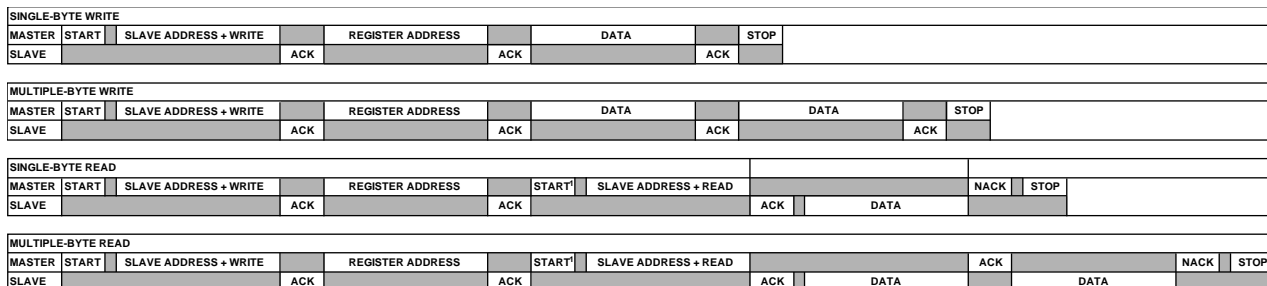 SINGLE-BYTE WRITE
MASTER START SLAVE ADDRESS + WRITE REGISTER ADDRESS DATA STOP
SLAVE ACK ACK ACK
MULTIPLE-BYTE WRITE
MASTER START SLAVE ADDRESS + WRITE REGISTER ADDRESS DATA DATA STOP
SLAVE ACK ACK ACK ACK
SINGLE-BYTE READ
MASTER START SLAVE ADDRESS + WRITE REGISTER ADDRESS START¹ SLAVE ADDRESS + READ NACK STOP
SLAVE ACK ACK ACK DATA
MULTIPLE-BYTE READ
MASTER START SLAVE ADDRESS + WRITE REGISTER ADDRESS START¹ SLAVE ADDRESS + READ ACK NACK STOP
SLAVE ACK ACK ACK DATA DATA